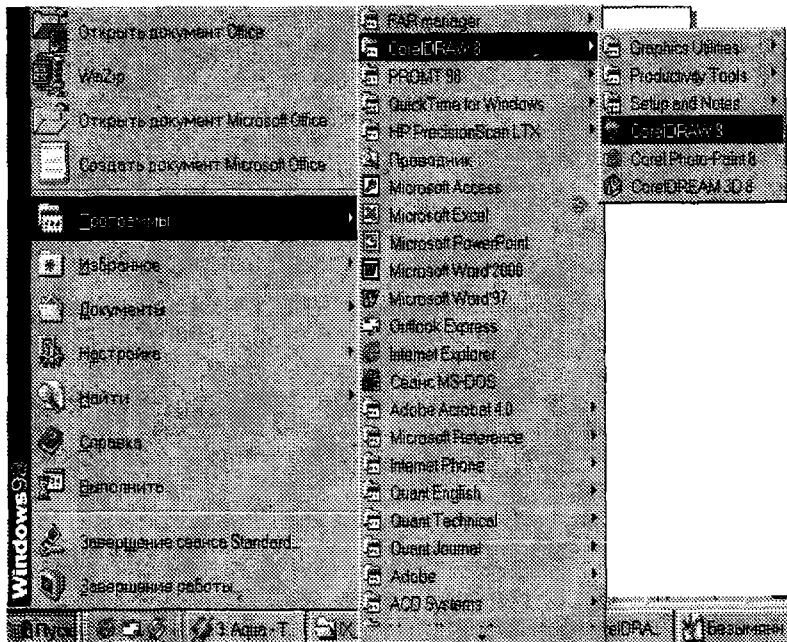 Открыть документ Office
WinZip
Открыть документ Microsoft Office
Создать документ Microsoft Office
Программы
Избранное
Документы
Настройка
Найти
Справка
Выполнить
Завершение сеанса Standard...
Завершение работы...
Windows98
FAR manager
CorelDRAW 8
PROMT 98
QuickTime for Windows
HP PrecisionScan LTX
Проводник
Microsoft Access
Microsoft Excel
Microsoft PowerPoint
Microsoft Word 2000
Microsoft Word 97
Outlook Express
Internet Explorer
Сеанс MS-DOS
Adobe Acrobat 4.0
Microsoft Reference
Internet Phone
Quant English
Quant Technical
Quant Journal
Adobe
ACD Systems
Graphics Utilities
Productivity Tools
Setup and Notes
CorelDRAW 8
Corel Photo-Paint 8
CorelDREAM 3D 8
Пуск
3 Aqua - T
elDRA...
Безымянн